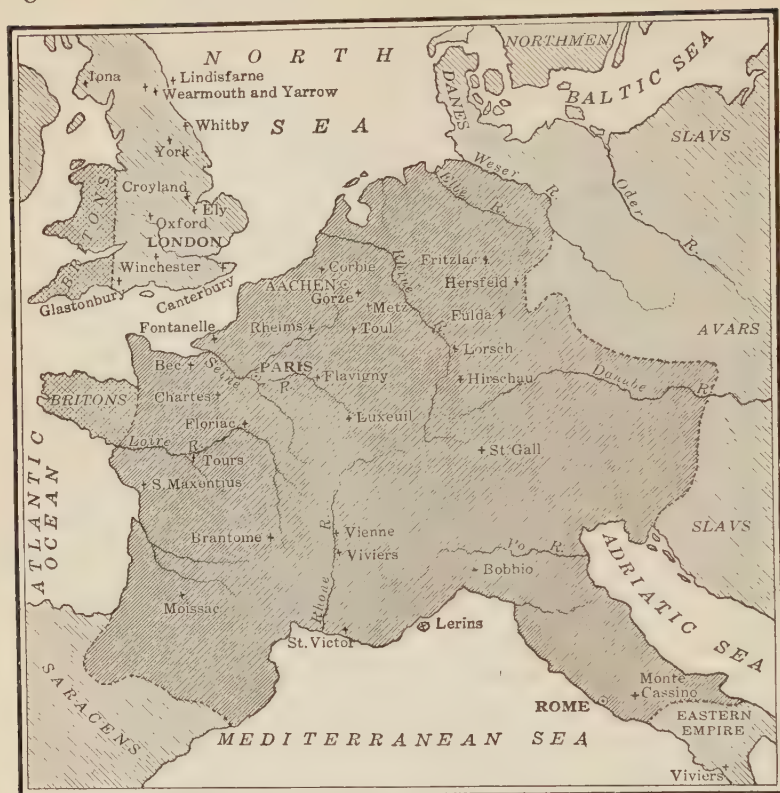 NORTH
SEA
NORTHMEN
DANES
BALTIC SEA
SLAVS
Iona
Lindisfarne
Wearmouth and Yarrow
Whitby
York
Croyland
Ely
Oxford
LONDON
BRITONS
Winchester
Glastonbury
Canterbury
Weser R.
Elbe R.
Oder R.
Fritzlar
Hersfeld
Fulda
AVARS
Corbie
AACHEN
Gorze
Metz
Rhine R.
Fontanelle
Rheims
Toul
Lorsch
Bec
Seine R.
PARIS
Flavigny
Hirschau
Danube R.
BRITONS
Chartes
Floriac
Luxeuil
Loire R.
Tours
St. Gall
ATLANTIC
OCEAN
S. Maxentius
SLAVS
Brantome
Vienne
Viviers
Rhone R
Po R.
Bobbio
ADRIATIC SEA
Moissac
St. Victor
Lerins
SARACENS
Monte
Cassino
ROME
EASTERN
EMPIRE
MEDITERRANEAN SEA
Viviers